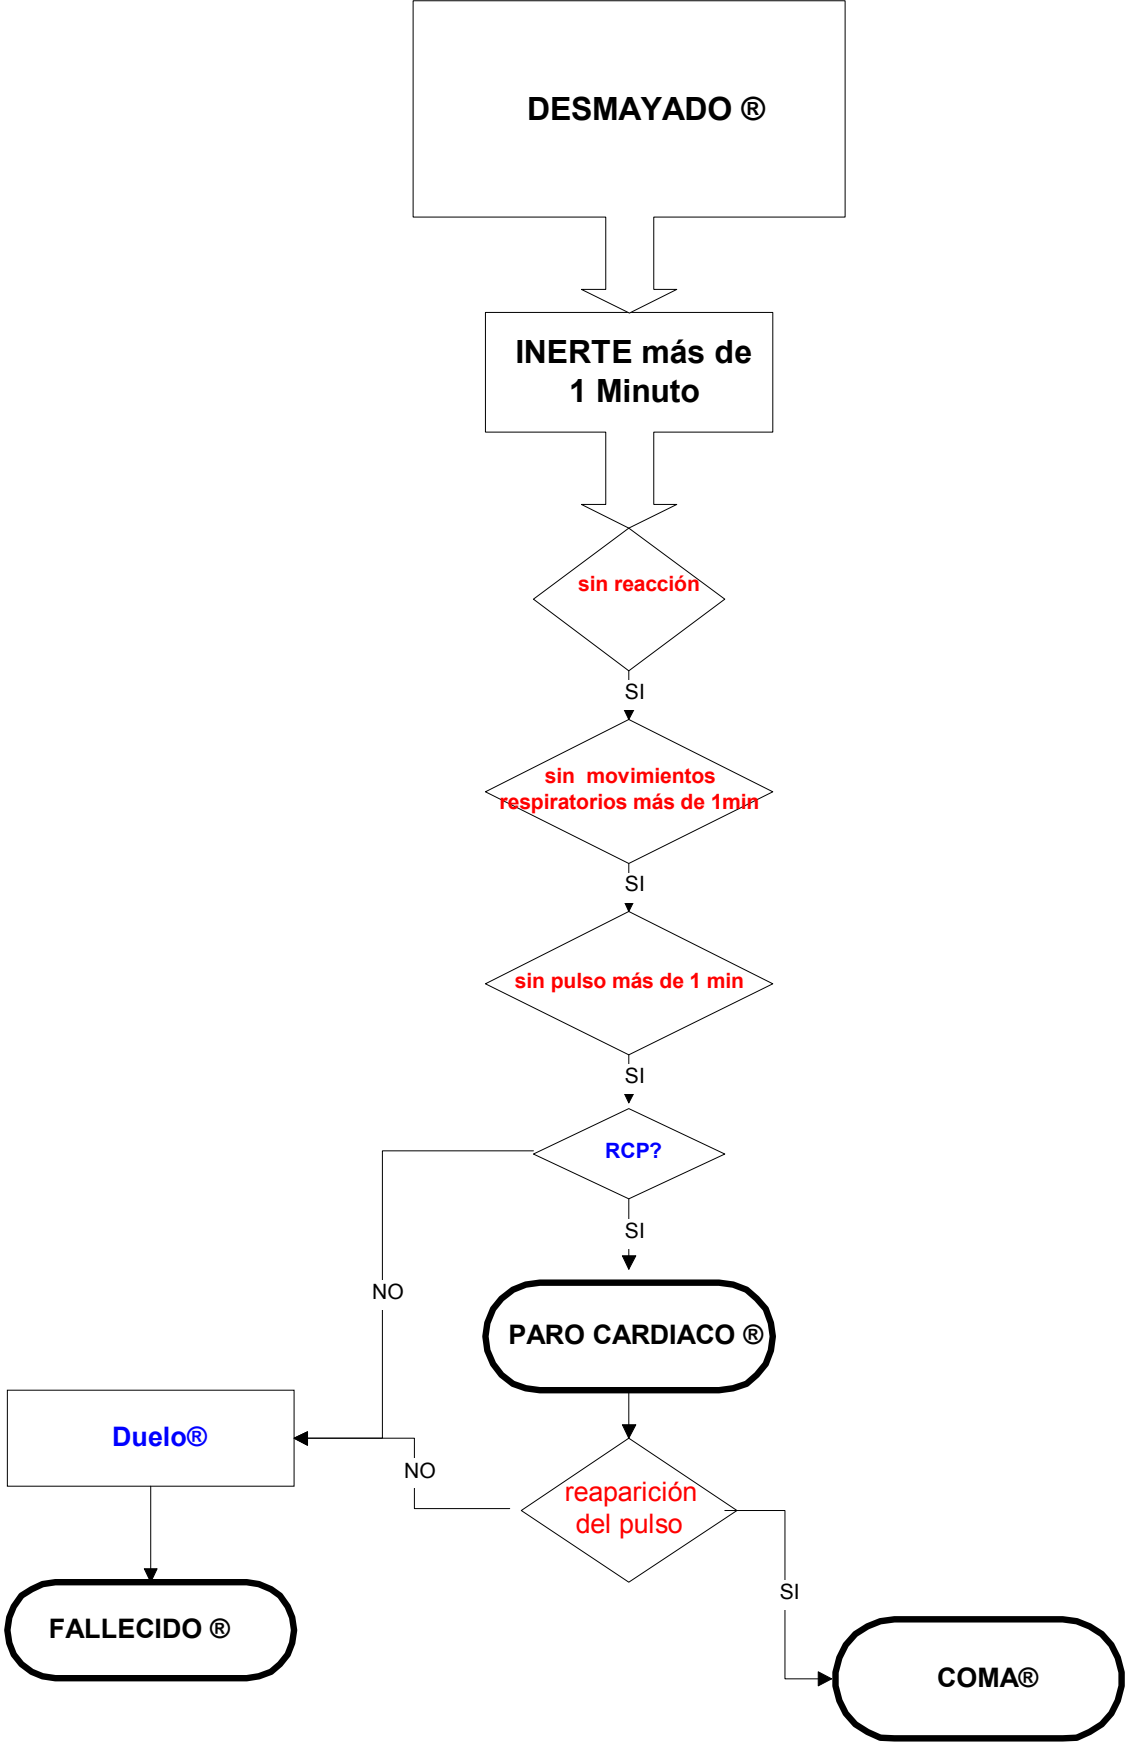 DESMAYADO ®
INERTE más de
1 Minuto
sin reacción
SI
sin movimientos
respiratorios más de 1min
SI
sin pulso más de 1 min
SI
RCP?
SI
NO
PARO CARDIACO ®
Duelo®
NO
reaparición
del pulso
SI
FALLECIDO ®
COMA®